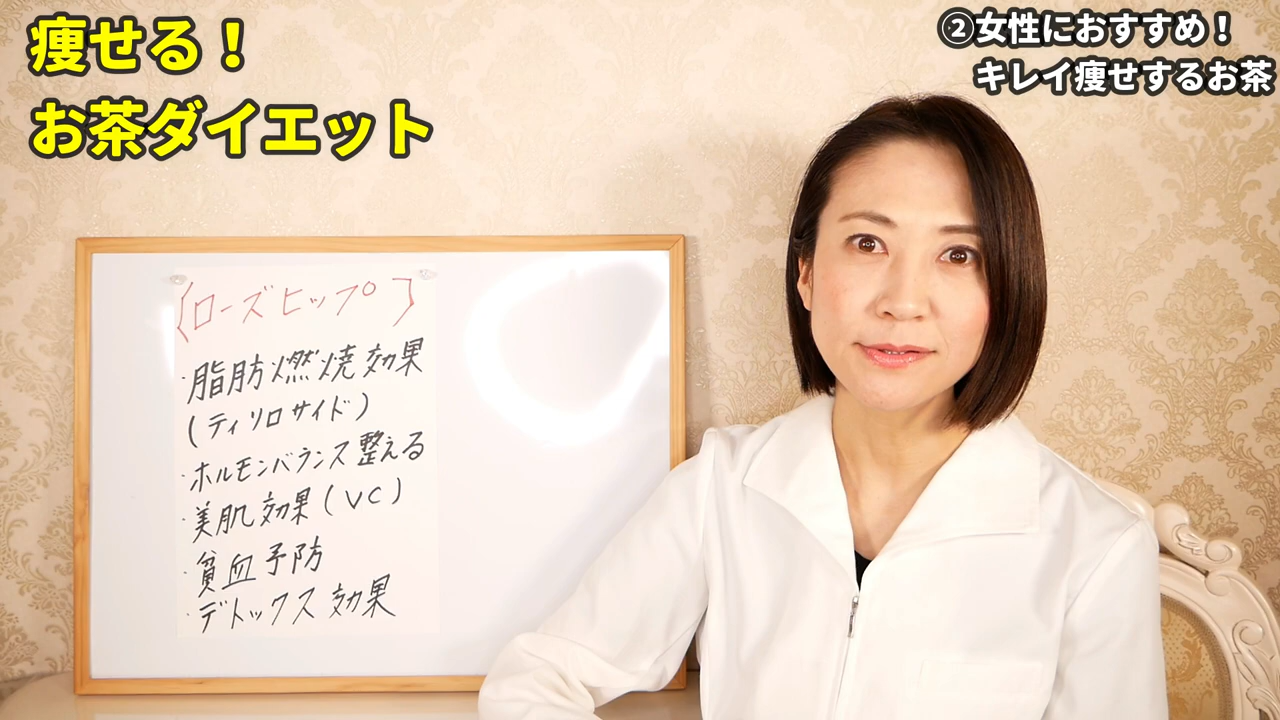 痩せる！
お茶ダイエット
②女性におすすめ！
キレイ痩せするお茶
［ローズヒップ］
・脂肪燃焼効果
（ティリロサイド）
・ホルモンバランス整える
・美肌効果（VC）
・貧血予防
・デトックス効果